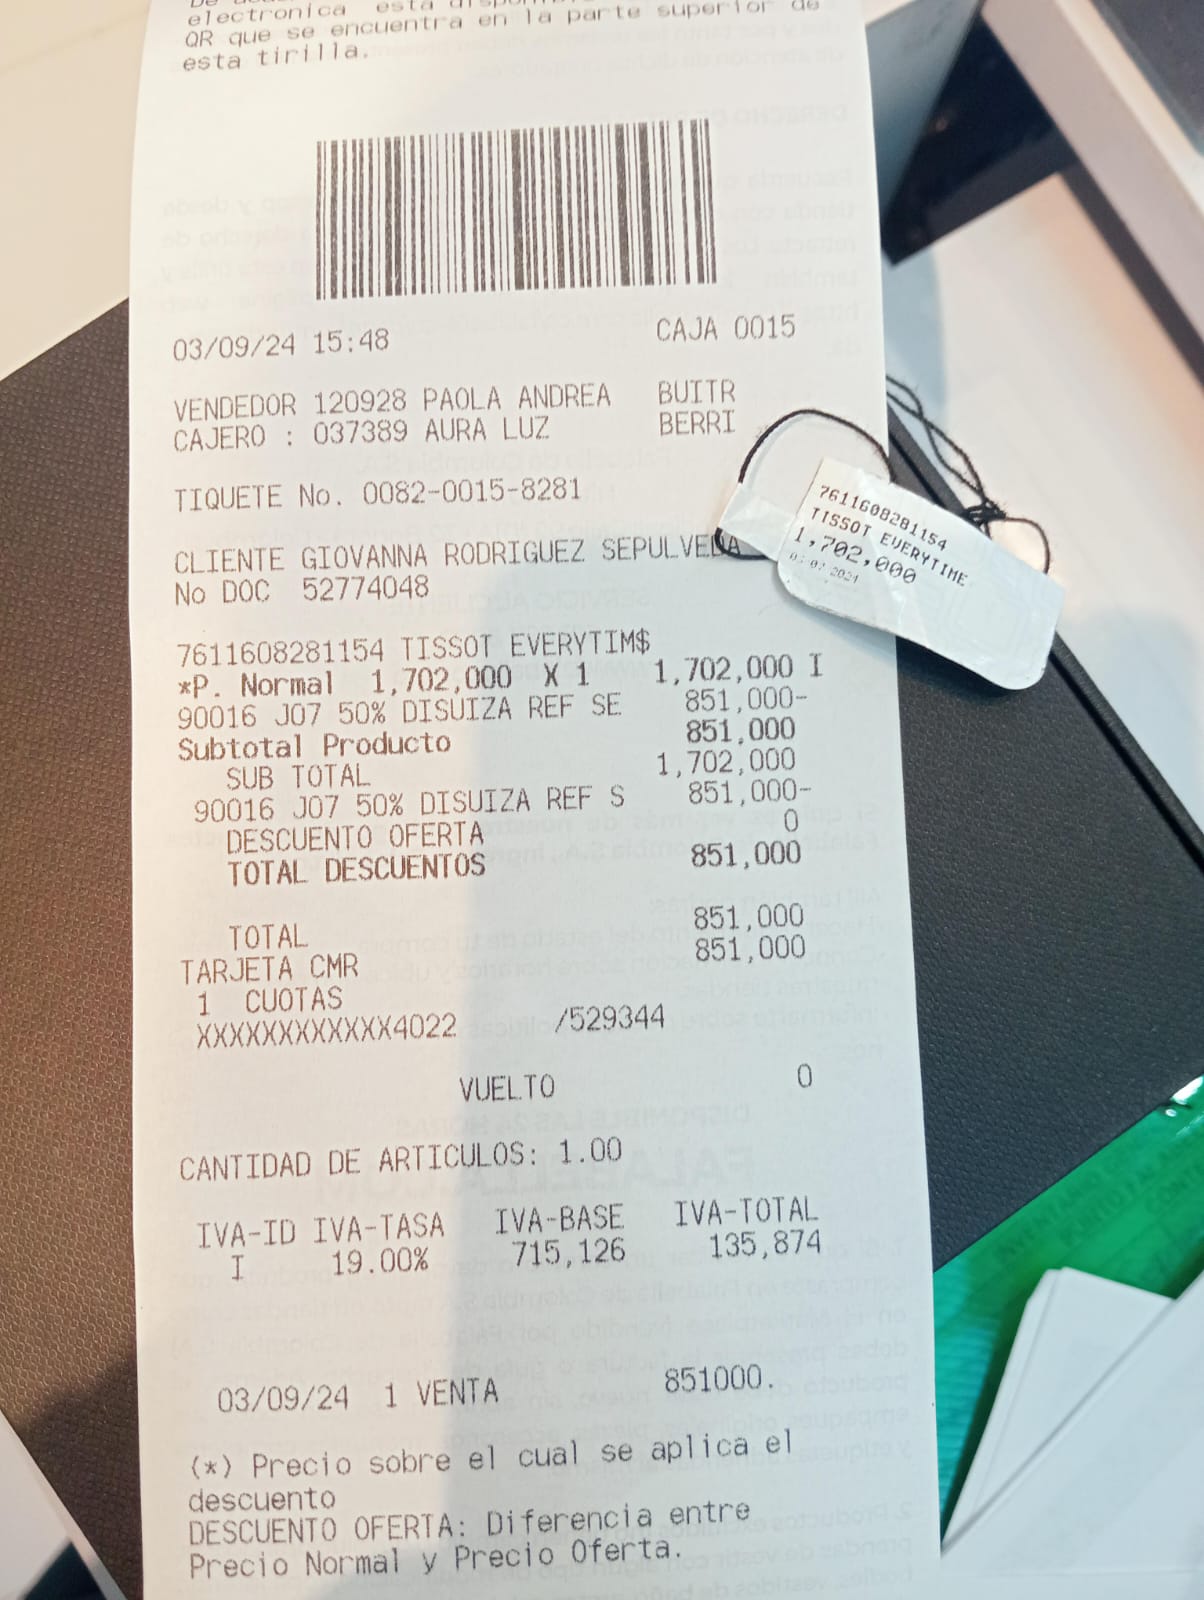 electronica está
QR que se encuentra en la parte superior de
esta tirilla.
03/09/24 15:48 CAJA 0015
VENDEDOR 120928 PAOLA ANDREA BUITR
CAJERO : 037389 AURA LUZ BERRI
TIQUETE No. 0082-0015-8281
CLIENTE GIOVANNA RODRIGUEZ SEPULVEDA
No DOC 52774048
7611608281154 TISSOT EVERYTIM$
*P. Normal 1,702,000 X 1 1,702,000 I
90016 J07 50% DISUIZA REF SE 851,000-
Subtotal Producto 851,000
SUB TOTAL 1,702,000
90016 J07 50% DISUIZA REF S 851,000-
DESCUENTO OFERTA 0
TOTAL DESCUENTOS 851,000
TOTAL 851,000
TARJETA CMR 851,000
1 CUOTAS
XXXXXXXXXXXX4022 /529344
VUELTO 0
CANTIDAD DE ARTICULOS: 1.00
IVA-ID IVA-TASA IVA-BASE IVA-TOTAL
I 19.00% 715,126 135,874
03/09/24 1 VENTA 851000.
(*) Precio sobre el cual se aplica el
descuento
DESCUENTO OFERTA: Diferencia entre
Precio Normal y Precio Oferta.
7611608281154
TISSOT EVERYTIME
1,702,000